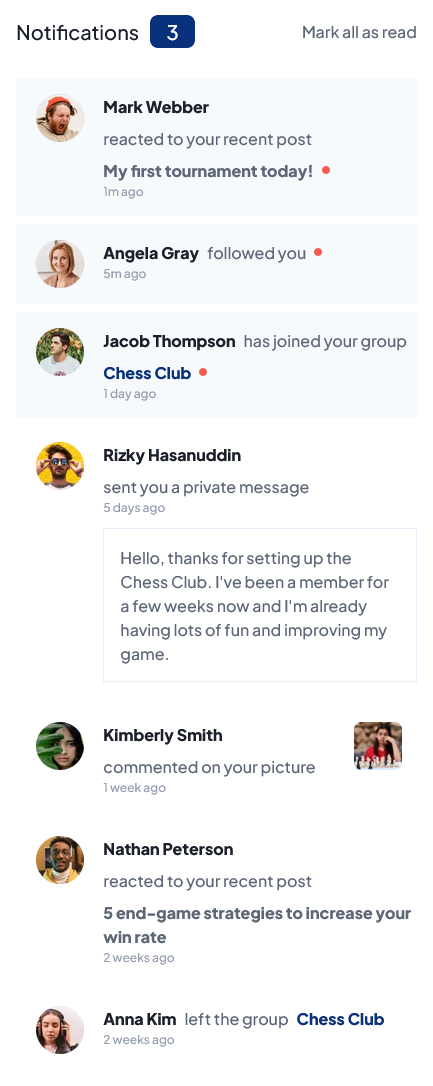 Notifications 3 Mark all as read
Mark Webber
reacted to your recent post
My first tournament today!
1m ago
Angela Gray followed you
5m ago
Jacob Thompson has joined your group
Chess Club
1 day ago
Rizky Hasanuddin
sent you a private message
5 days ago
Hello, thanks for setting up the
Chess Club. I've been a member for
a few weeks now and I'm already
having lots of fun and improving my
game.
Kimberly Smith
commented on your picture
1 week ago
Nathan Peterson
reacted to your recent post
5 end-game strategies to increase your
win rate
2 weeks ago
Anna Kim left the group Chess Club
2 weeks ago